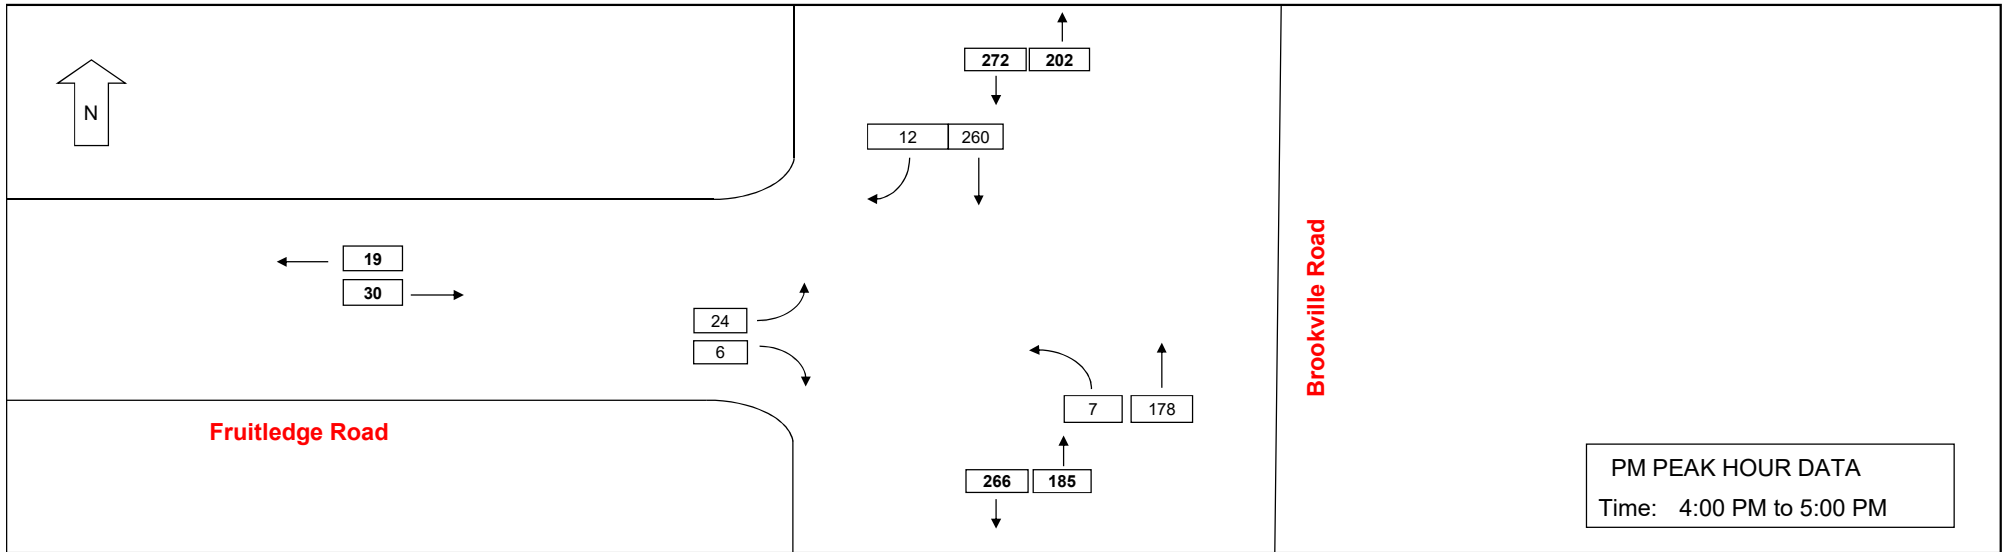 272 202
N
12 260
19
30
24
6
Brookville Road
7 178
Fruitledge Road
266 185
PM PEAK HOUR DATA
Time: 4:00 PM to 5:00 PM